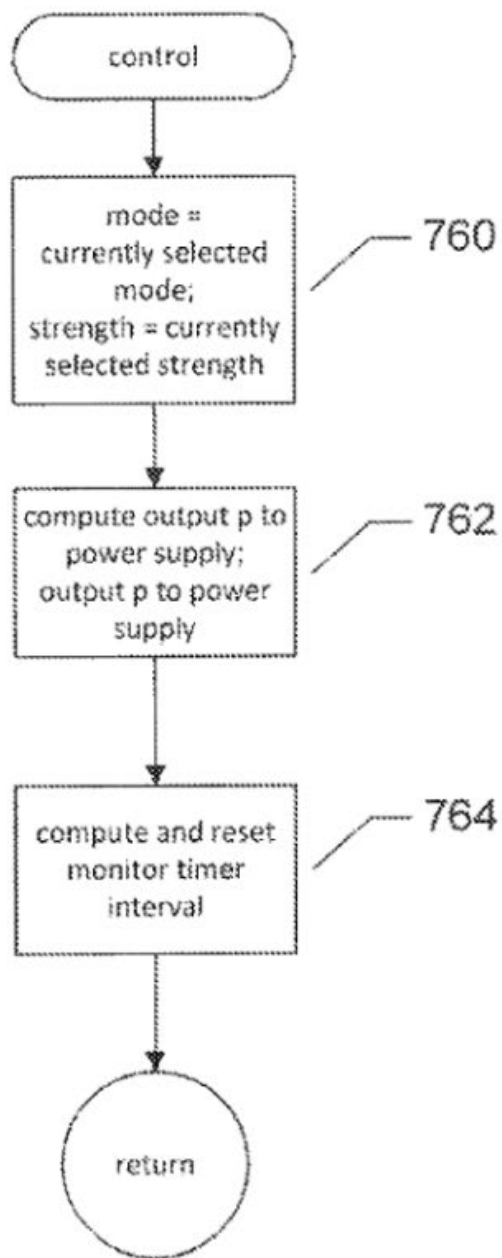 control
mode =
currently selected
mode;
strength = currently
selected strength
760
compute output p to
power supply;
output p to power
supply
762
compute and reset
monitor timer
interval
764
return